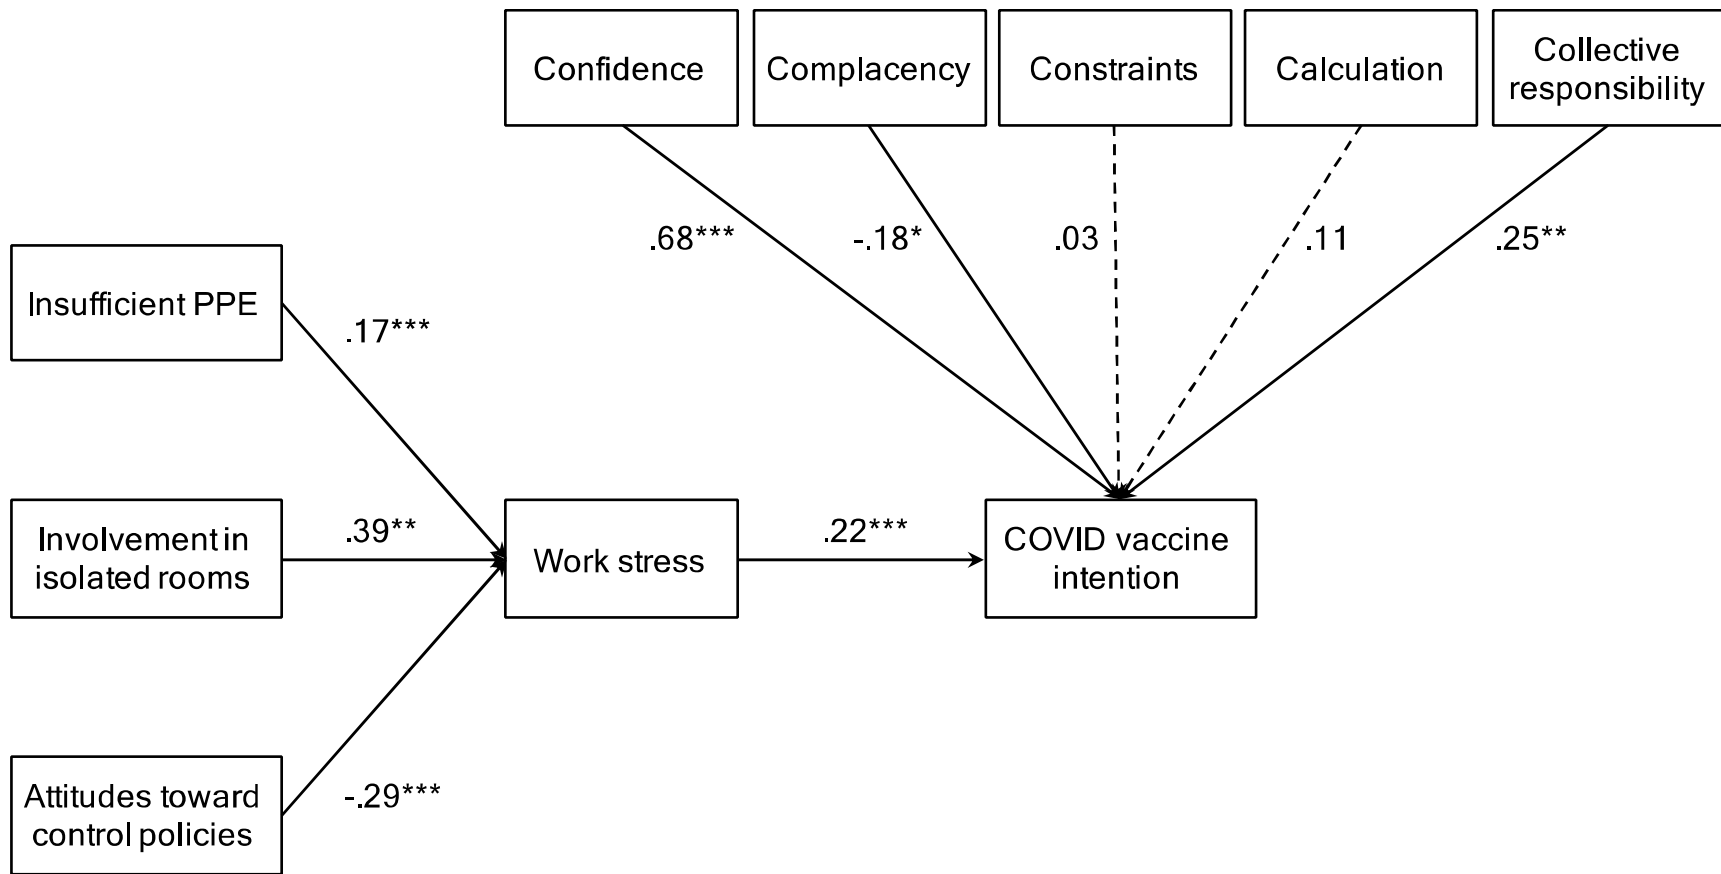 Confidence
Complacency
Constraints
Calculation
Collective
responsibility
.68***
-.18*
.03
.11
.25**
Insufficient PPE
.17***
Involvement in
isolated rooms
.39**
Work stress
.22***
COVID vaccine
intention
Attitudes toward
control policies
-.29***